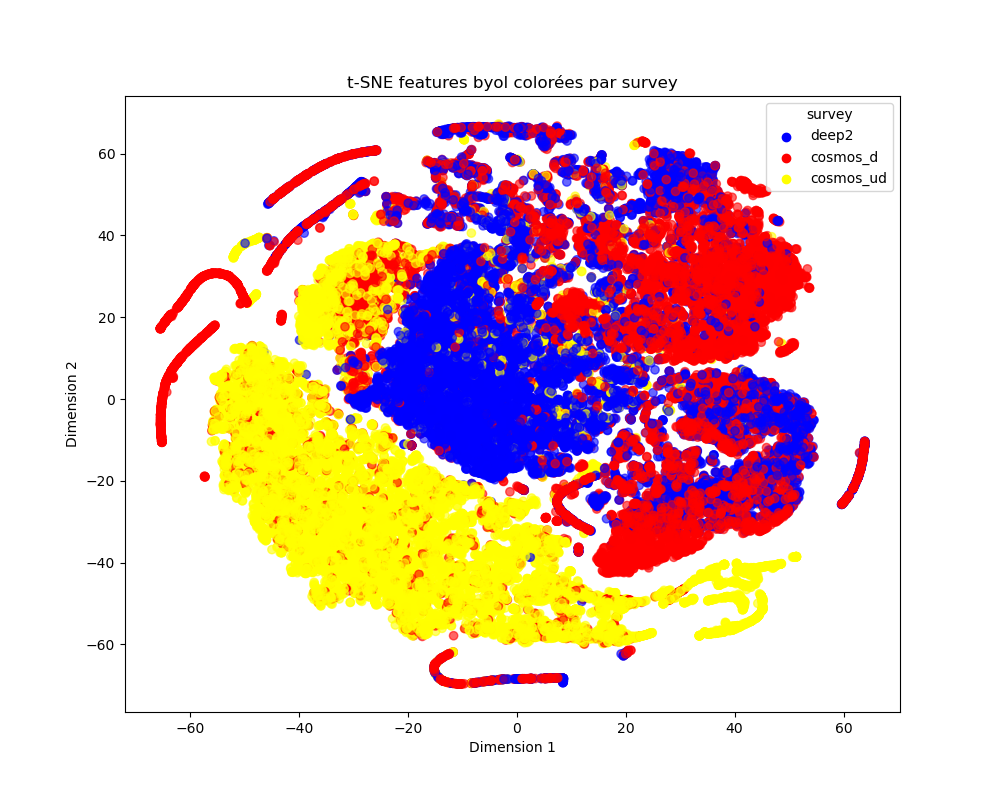 t-SNE features byol colorées par survey
survey
deep2
cosmos_d
cosmos_ud
60
40
20
0
−20
−40
−60
Dimension 2
−60
−40
−20
0
20
40
60
Dimension 1